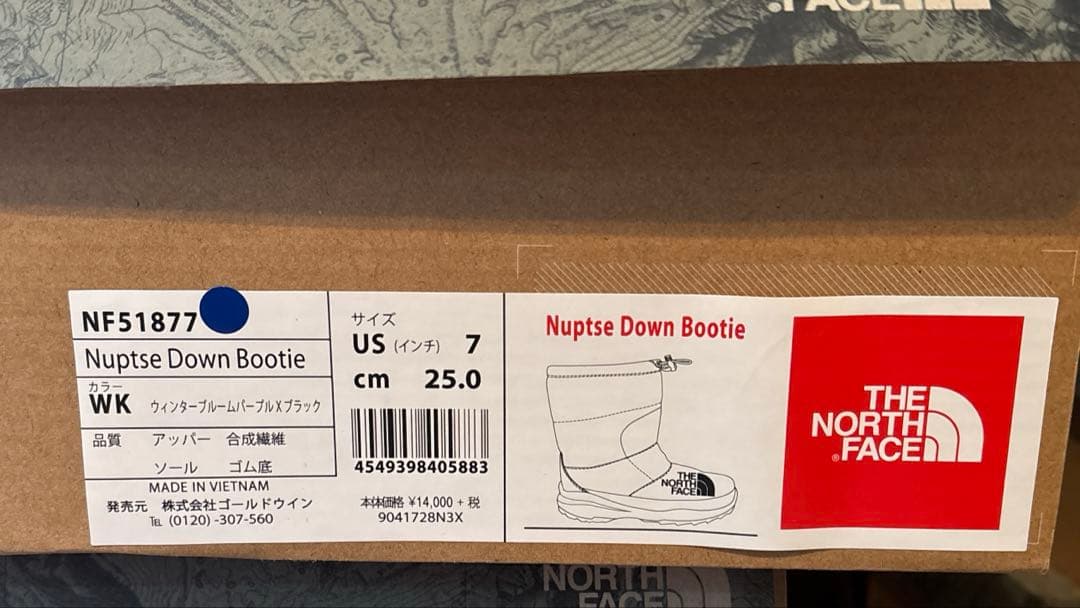 FACE
NF51877
Nuptse Down Bootie
カラー
WK ウィンターブルームパープルXブラック
品質 アッパー 合成繊維
ソール ゴム底
MADE IN VIETNAM
発売元 株式会社ゴールドウイン
℡ (0120) -307-560
サイズ
US (インチ) 7
cm 25.0
4549398405883
本体価格 ¥14,000 + 税
9041728N3X
Nuptse Down Bootie
THE
NORTH
FACE
THE
NORTH
®FACE
NORTH
FACE